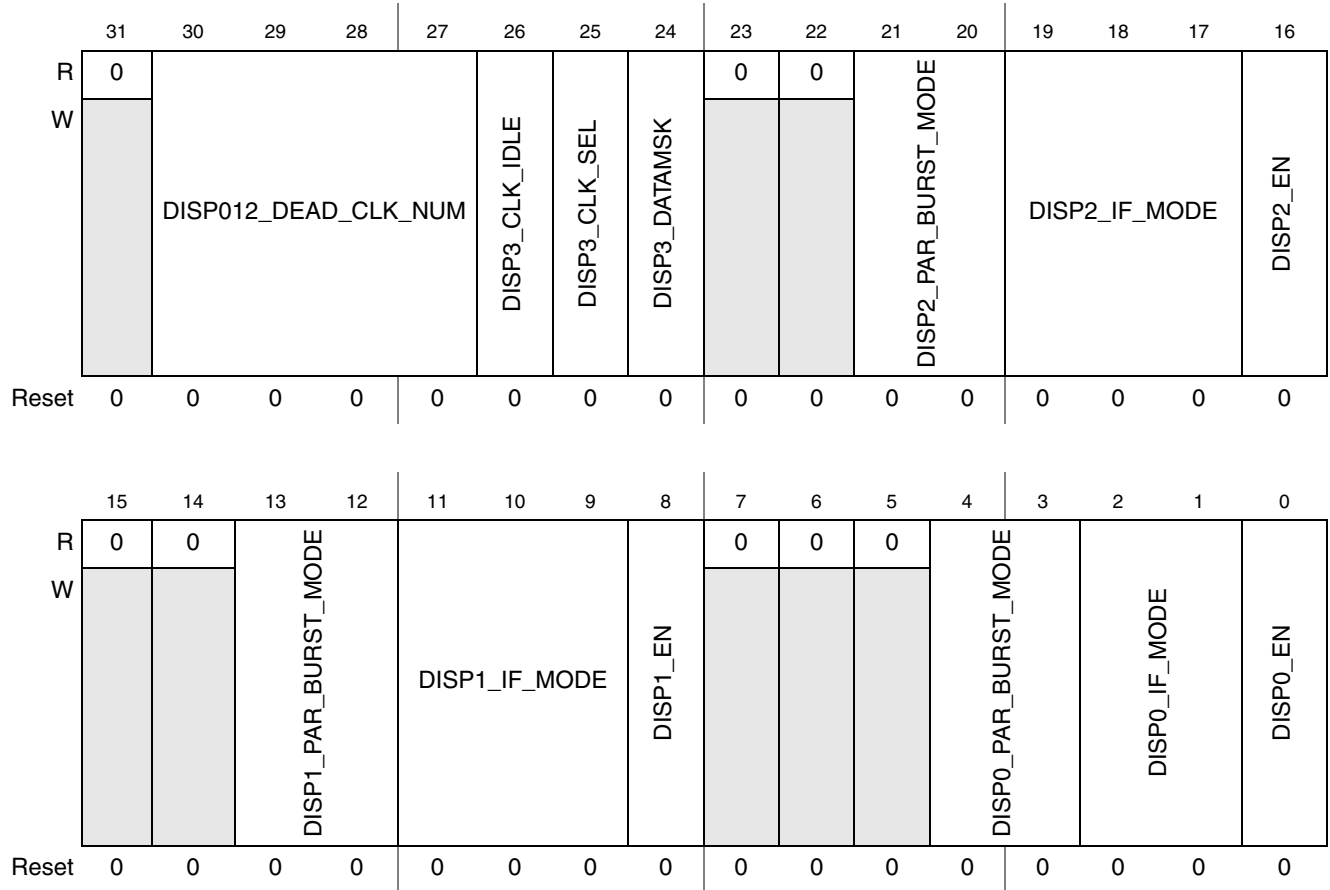 31 30 29 28 27 26 25 24 23 22 21 20 19 18 17 16
R 0 0 0
W
DISP012_DEAD_CLK_NUM
DISP3_CLK_IDLE
DISP3_CLK_SEL
DISP3_DATAMSK
DISP2_PAR_BURST_MODE
DISP2_IF_MODE
DISP2_EN
Reset 0 0 0 0 0 0 0 0 0 0 0 0 0 0 0 0
15 14 13 12 11 10 9 8 7 6 5 4 3 2 1 0
R 0 0 0 0 0
W
DISP1_PAR_BURST_MODE
DISP1_IF_MODE
DISP1_EN
DISP0_PAR_BURST_MODE
DISP0_IF_MODE
DISP0_EN
Reset 0 0 0 0 0 0 0 0 0 0 0 0 0 0 0 0